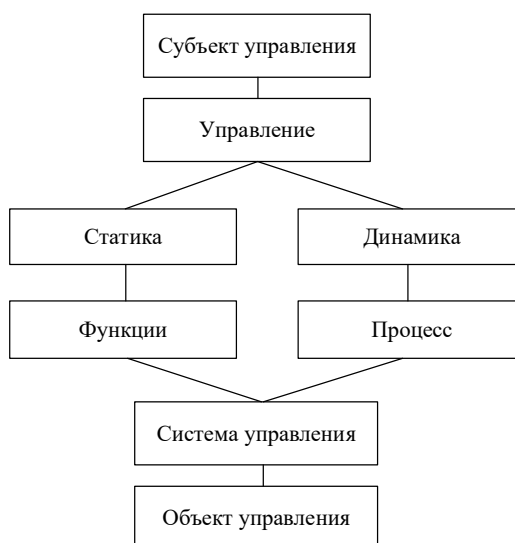 Субъект управления
Управление
Статика
Динамика
Функции
Процесс
Система управления
Объект управления